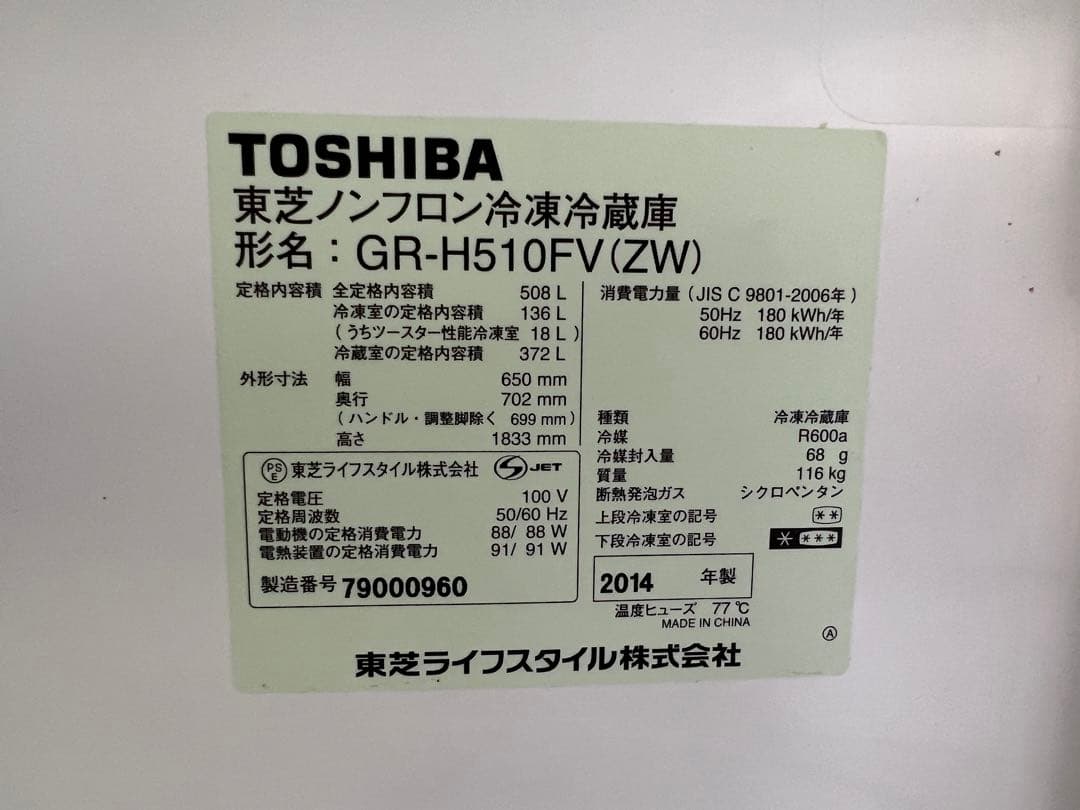 TOSHIBA
東芝ノンフロン冷凍冷蔵庫
形名：GR-H510FV(ZW)
定格内容積 全定格内容積 508 L
冷凍室の定格内容積 136 L
(うちツースター性能冷凍室 18 L)
冷蔵室の定格内容積 372 L
外形寸法 幅 650 mm
奥行 702 mm
(ハンドル・調整脚除く 699 mm)
高さ 1833 mm
PSE 東芝ライフスタイル株式会社 S JET
定格電圧 100 V
定格周波数 50/60 Hz
電動機の定格消費電力 88/ 88 W
電熱装置の定格消費電力 91/ 91 W
製造番号 79000960
消費電力量 (JIS C 9801-2006年)
50Hz 180 kWh/年
60Hz 180 kWh/年
種類 冷凍冷蔵庫
冷媒 R600a
冷媒封入量 68 g
質量 116 kg
断熱発泡ガス シクロペンタン
上段冷凍室の記号 **
下段冷凍室の記号 * ***
2014 年製
温度ヒューズ 77℃
MADE IN CHINA
Ⓐ
東芝ライフスタイル株式会社